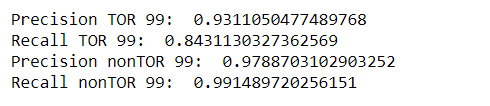 Precision TOR 99:  0.9311050477489768
Recall TOR 99:  0.8431130327362569
Precision nonTOR 99:  0.9788703102903252
Recall nonTOR 99:  0.991489720256151